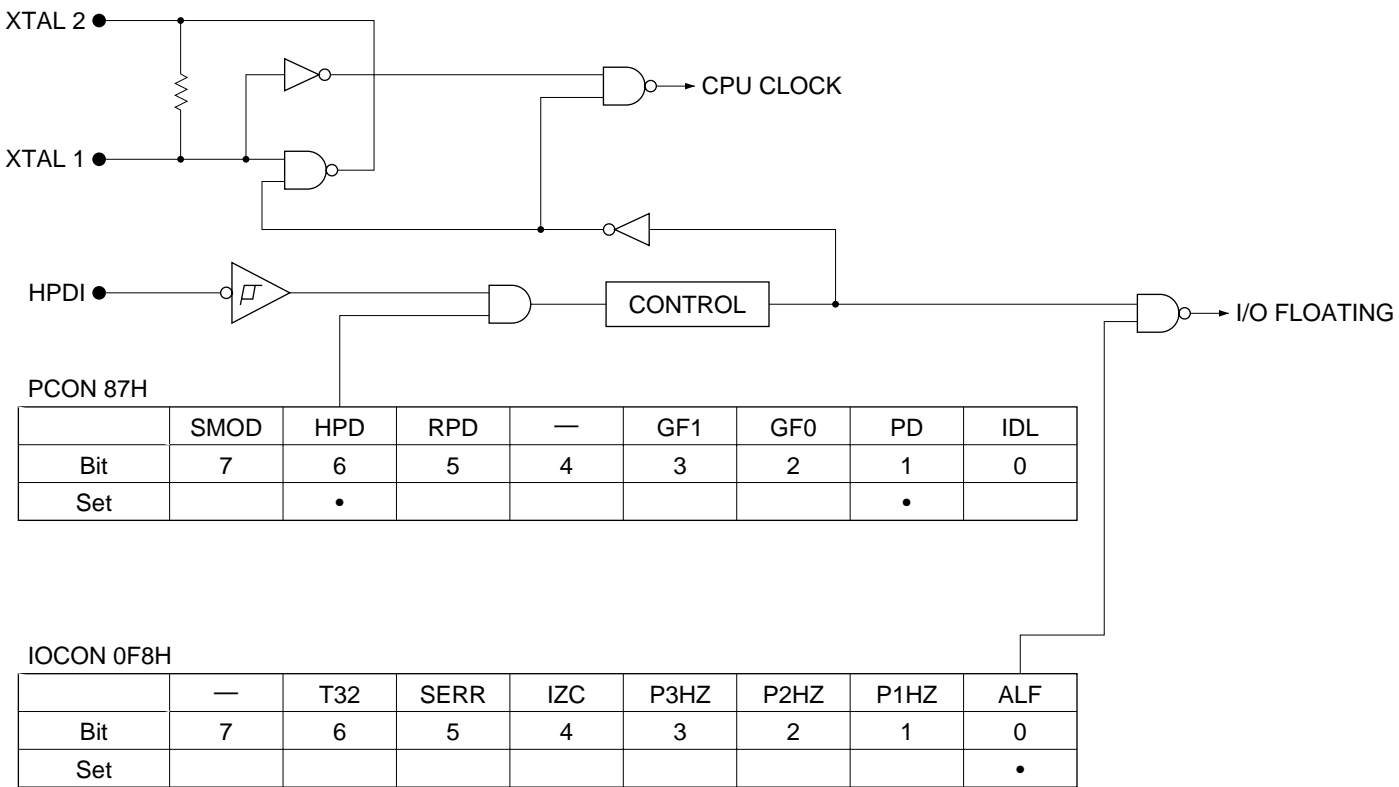 XTAL 2
CPU CLOCK
XTAL 1
HPDI
CONTROL
I/O FLOATING
PCON 87H
SMOD HPD RPD — GF1 GF0 PD IDL
Bit 7 6 5 4 3 2 1 0
Set • •
IOCON 0F8H
— T32 SERR IZC P3HZ P2HZ P1HZ ALF
Bit 7 6 5 4 3 2 1 0
Set •